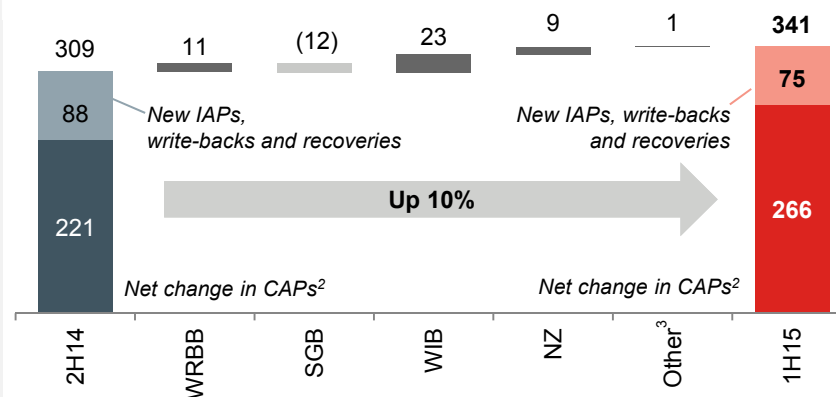 309
11
(12)
23
9
1
341
88
New IAPs,
write-backs and recoveries
New IAPs, write-backs
and recoveries
75
Up 10%
221
266
Net change in CAPs²
Net change in CAPs²
2H14
WRBB
SGB
WIB
NZ
Other³
1H15